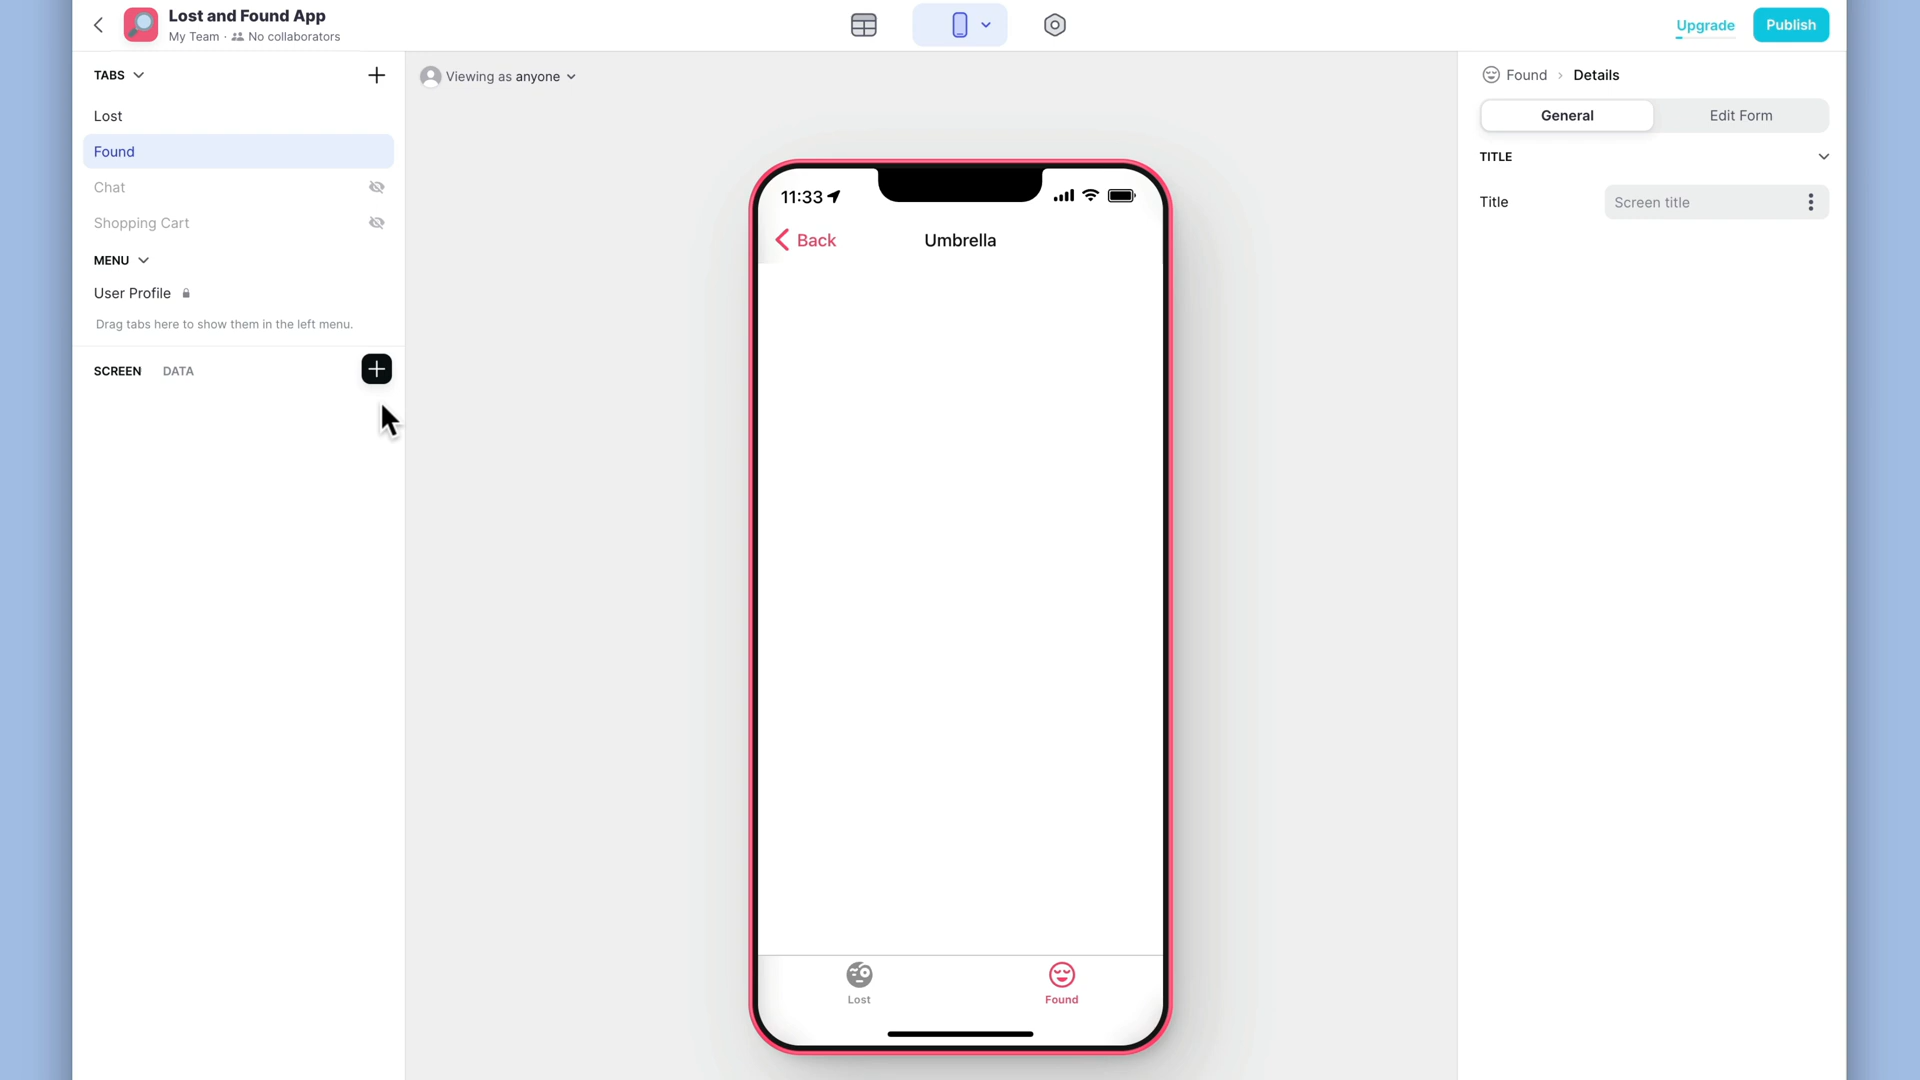 Lost and Found App
My Team · No collaborators
Upgrade
Publish
TABS
Lost
Found
Chat
Shopping Cart
MENU
User Profile
Drag tabs here to show them in the left menu.
SCREEN
DATA
Viewing as anyone
11:33
Back
Umbrella
Lost
Found
Found › Details
General
Edit Form
TITLE
Title
Screen title